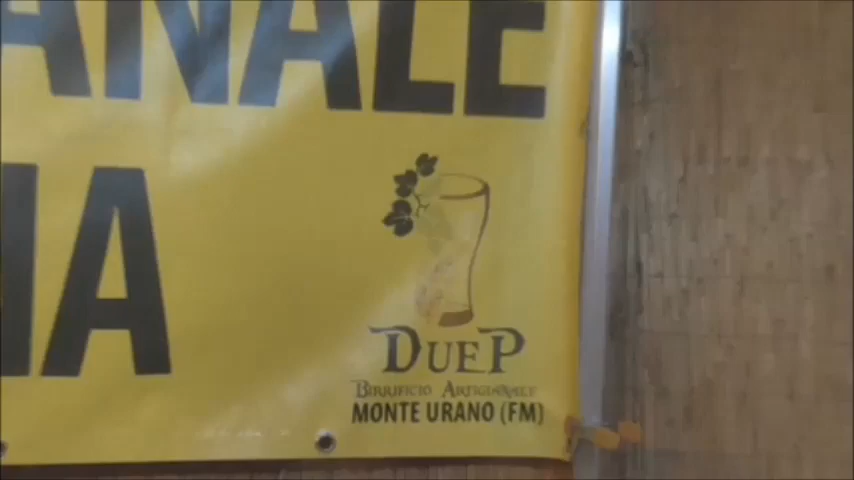 ANALE
IA
DUEP
BIRRIFICIO ARTIGIANALE
MONTE URANO (FM)